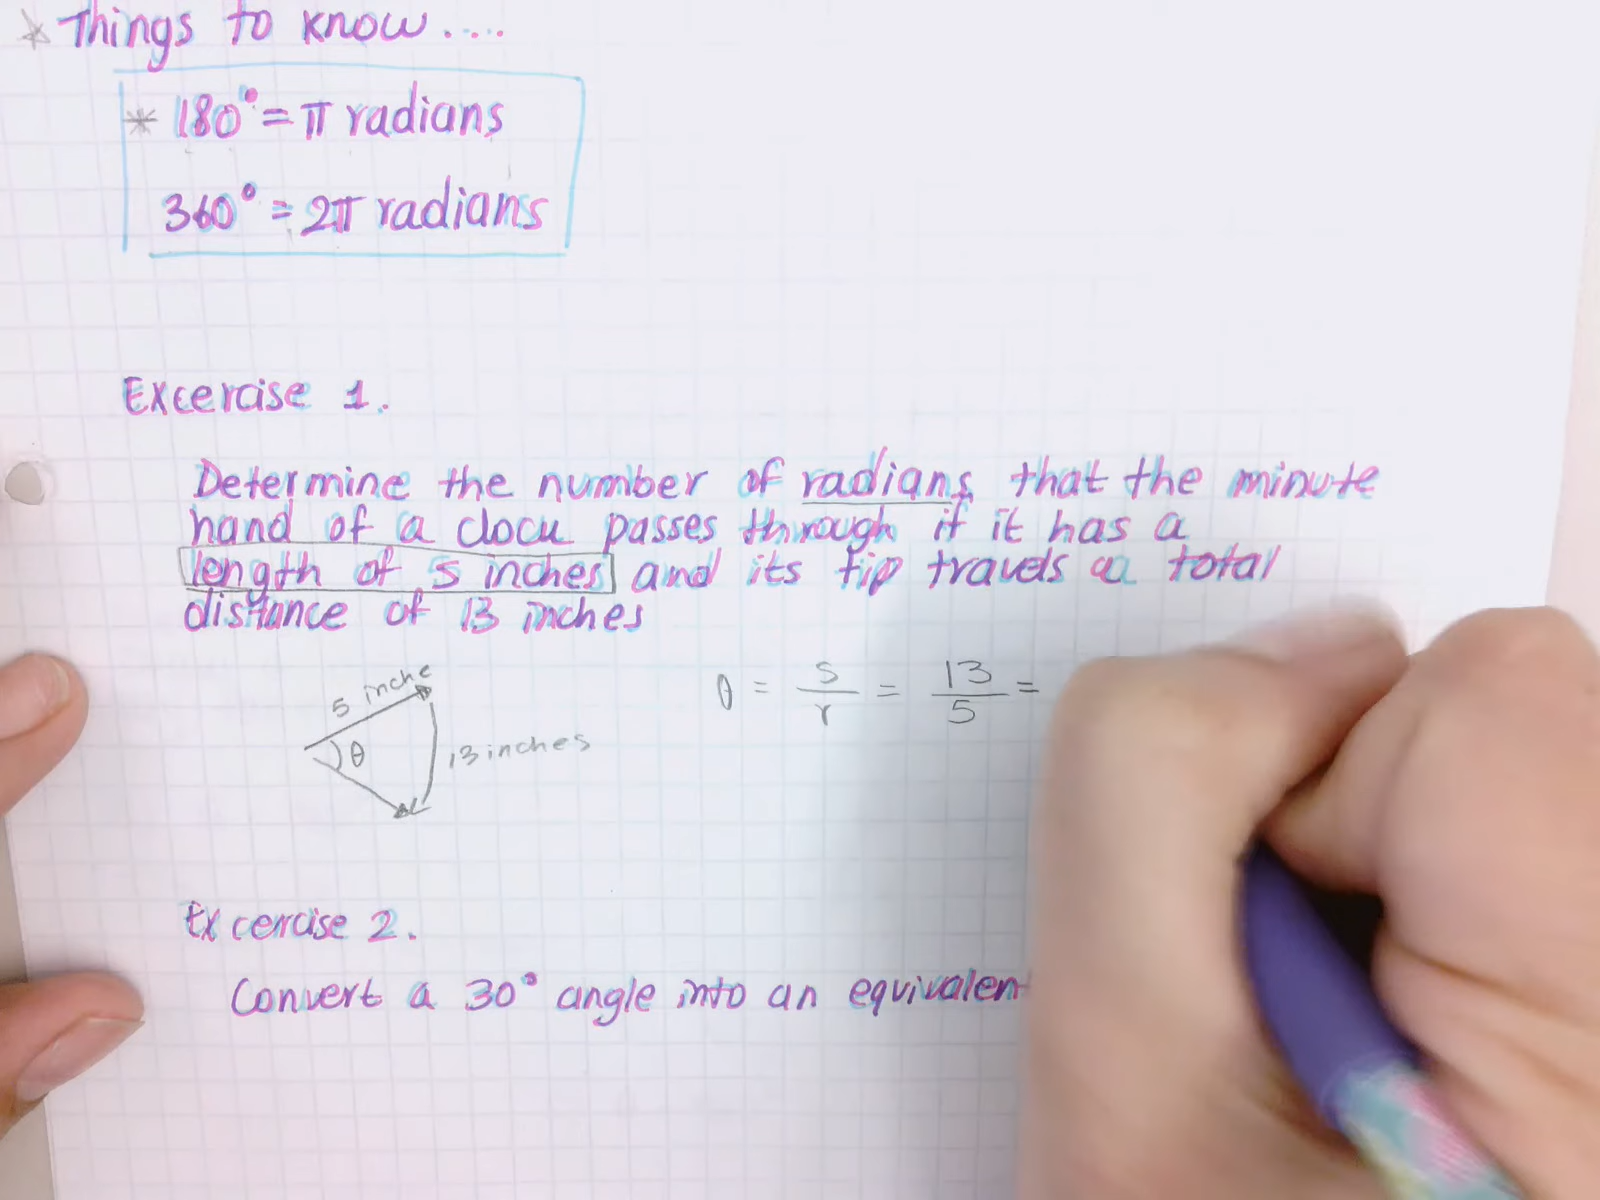 * Things to know....
* 180° = π radians
360° = 2π radians
Excercise 1.
Determine the number of radians that the minute
hand of a clocu passes through if it has a
length of 5 inches and its tip travels a a total
distance of 13 inches
5 inche
θ
13 inches
θ = s/r = 13/5 =
Excercise 2.
Convert a 30° angle into an equivalent